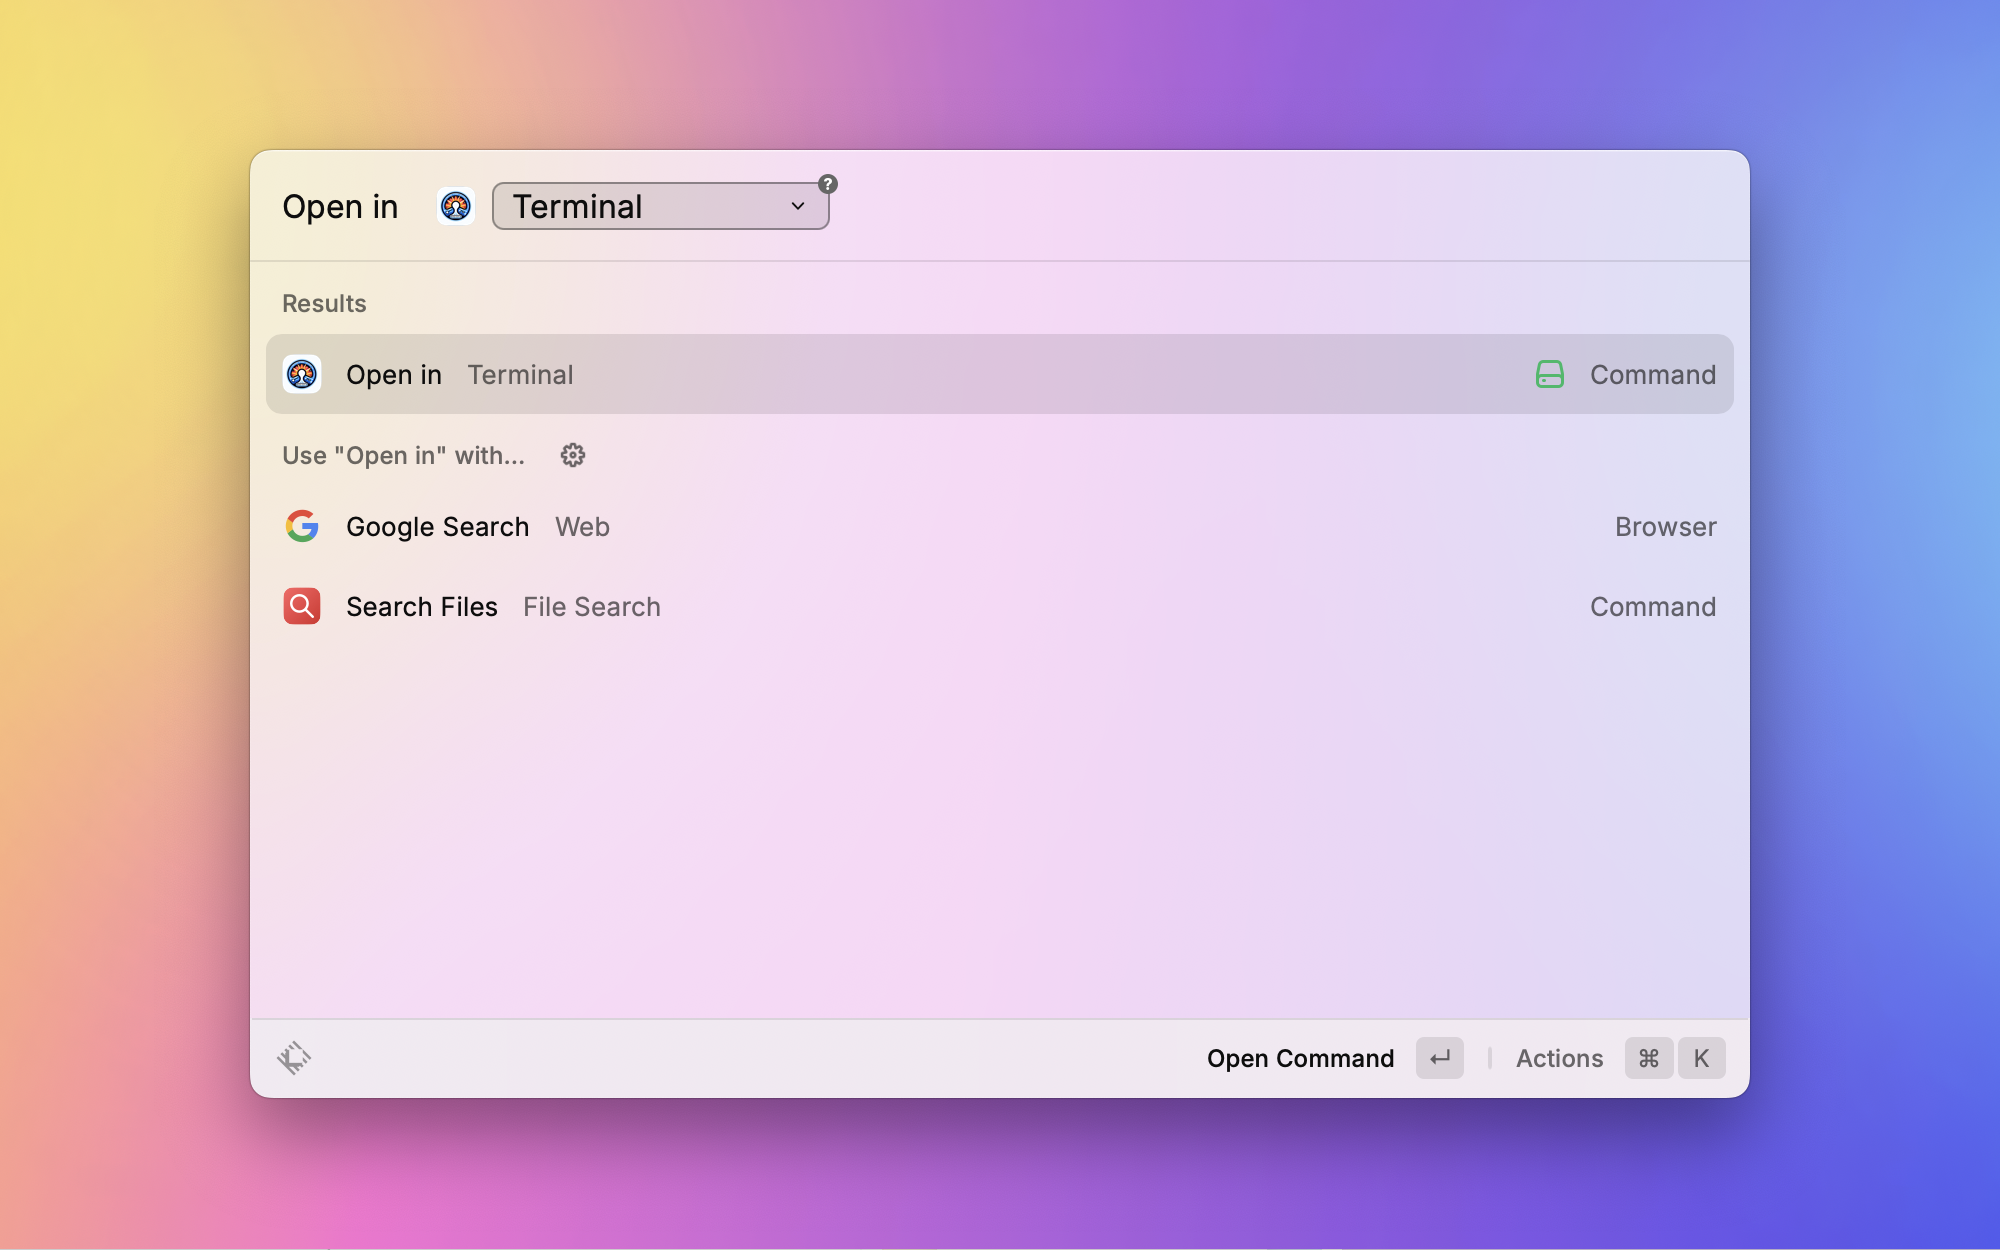 Open in Terminal ?
Results
Open in Terminal Command
Use "Open in" with...
Google Search Web Browser
Search Files File Search Command
Open Command ↵ Actions ⌘ K